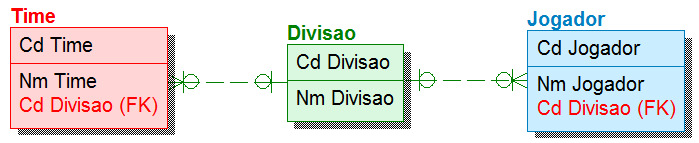 Time
Cd Time
Nm Time
Cd Divisao (FK)
Divisao
Cd Divisao
Nm Divisao
Jogador
Cd Jogador
Nm Jogador
Cd Divisao (FK)